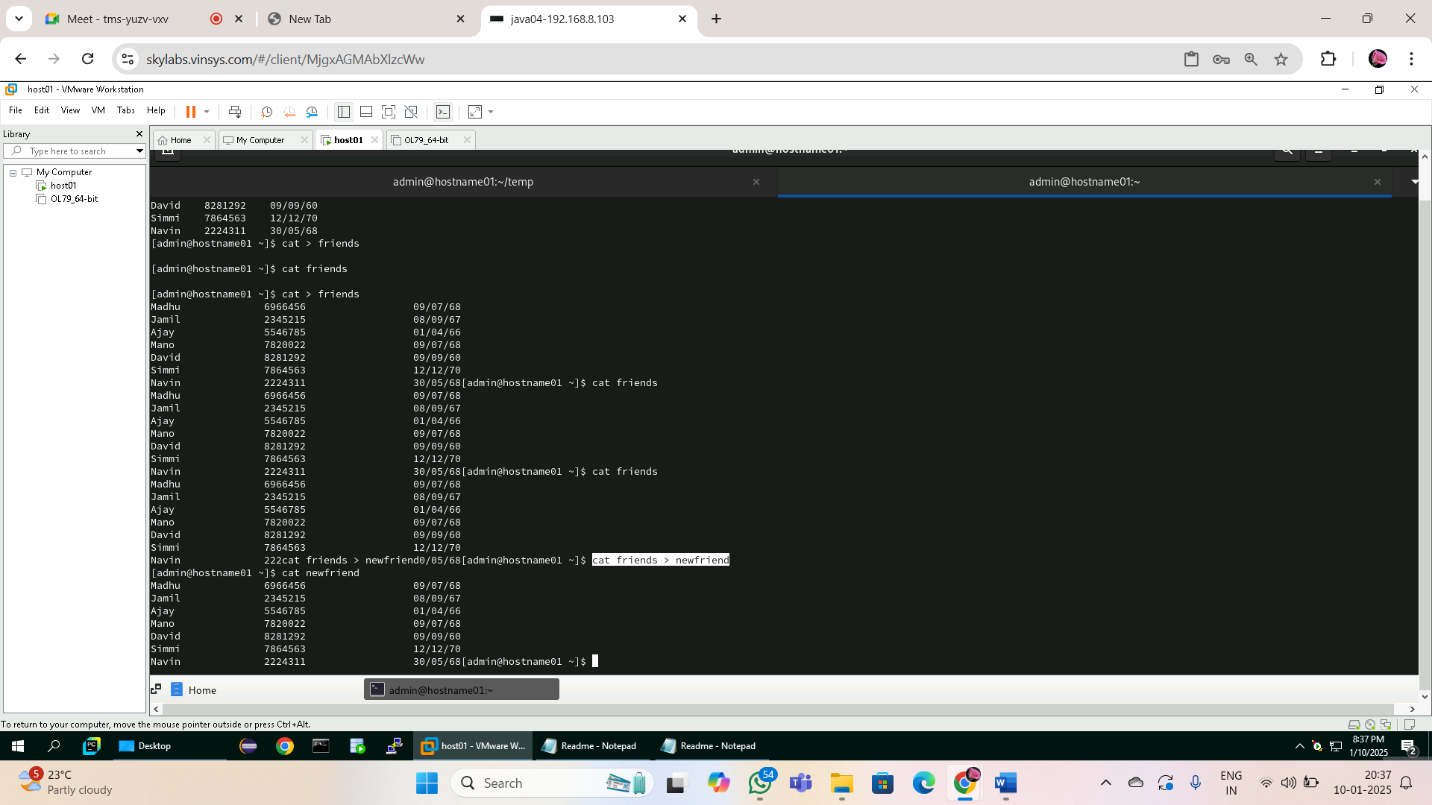 Meet - tms-yuzv-vxv
New Tab
java04-192.168.8.103
skylabs.vinsys.com/#/client/MjgxAGMAbXlzcWw
host01 - VMware Workstation
File Edit View VM Tabs Help
Library
Type here to search
My Computer
host01
OL79_64-bit
Home
My Computer
host01
OL79_64-bit
admin@hostname01:~/temp
admin@hostname01:~
David 8281292 09/09/60
Simmi 7864563 12/12/70
Navin 2224311 30/05/68
[admin@hostname01 ~]$ cat > friends
[admin@hostname01 ~]$ cat friends
[admin@hostname01 ~]$ cat > friends
Madhu 6966456 09/07/68
Jamil 2345215 08/09/67
Ajay 5546785 01/04/66
Mano 7820022 09/07/68
David 8281292 09/09/60
Simmi 7864563 12/12/70
Navin 2224311 30/05/68[admin@hostname01 ~]$ cat friends
Madhu 6966456 09/07/68
Jamil 2345215 08/09/67
Ajay 5546785 01/04/66
Mano 7820022 09/07/68
David 8281292 09/09/60
Simmi 7864563 12/12/70
Navin 2224311 30/05/68[admin@hostname01 ~]$ cat friends
Madhu 6966456 09/07/68
Jamil 2345215 08/09/67
Ajay 5546785 01/04/66
Mano 7820022 09/07/68
David 8281292 09/09/60
Simmi 7864563 12/12/70
Navin 222cat friends > newfriend0/05/68[admin@hostname01 ~]$ cat friends > newfriend
[admin@hostname01 ~]$ cat newfriend
Madhu 6966456 09/07/68
Jamil 2345215 08/09/67
Ajay 5546785 01/04/66
Mano 7820022 09/07/68
David 8281292 09/09/60
Simmi 7864563 12/12/70
Navin 2224311 30/05/68[admin@hostname01 ~]$
Home
admin@hostname01:~
To return to your computer, move the mouse pointer outside or press Ctrl+Alt.
Desktop
host01 - VMware W...
Readme - Notepad
Readme - Notepad
8:37 PM
1/10/2025
2
5
23°C
Partly cloudy
Search
54
ENG
IN
20:37
10-01-2025